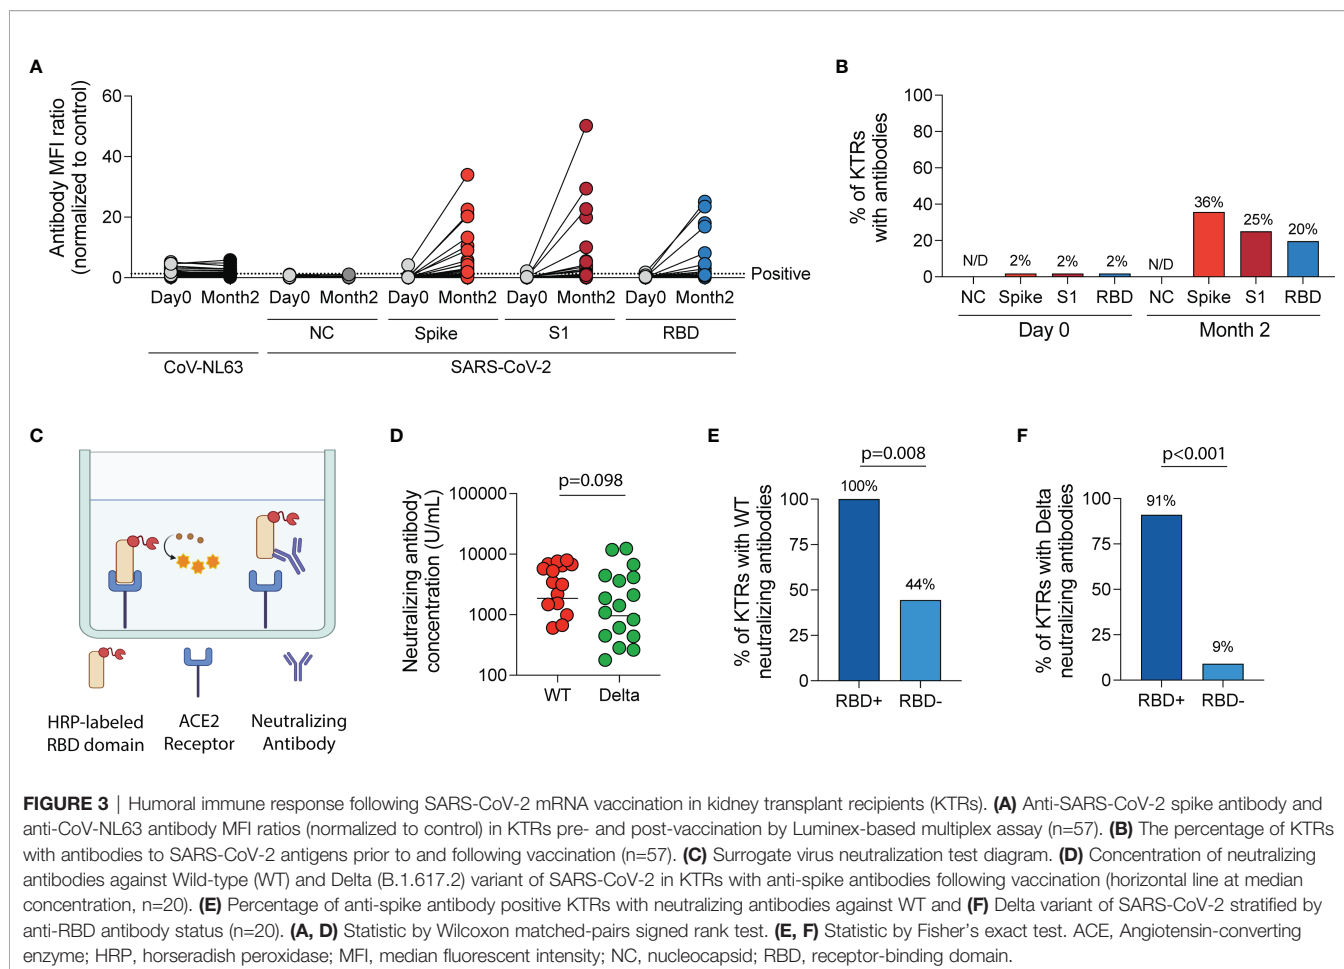 A
Antibody MFI ratio
(normalized to control)
60
40
20
0
Positive
Day0 Month2 Day0 Month2 Day0 Month2 Day0 Month2 Day0 Month2
NC Spike S1 RBD
CoV-NL63 SARS-CoV-2
B
% of KTRs
with antibodies
100
80
60
40
20
0
N/D 2% 2% 2% N/D 36% 25% 20%
NC Spike S1 RBD NC Spike S1 RBD
Day 0 Month 2
C
HRP-labeled
RBD domain
ACE2
Receptor
Neutralizing
Antibody
D
Neutralizing antibody
concentration (U/mL)
p=0.098
100000
10000
1000
100
WT Delta
E
% of KTRs with WT
neutralizing antibodies
p=0.008
100
75
50
25
0
100%
44%
RBD+ RBD-
F
% of KTRs with Delta
neutralizing antibodies
p<0.001
100
75
50
25
0
91%
9%
RBD+ RBD-
FIGURE 3 | Humoral immune response following SARS-CoV-2 mRNA vaccination in kidney transplant recipients (KTRs). (A) Anti-SARS-CoV-2 spike antibody and
anti-CoV-NL63 antibody MFI ratios (normalized to control) in KTRs pre- and post-vaccination by Luminex-based multiplex assay (n=57). (B) The percentage of KTRs
with antibodies to SARS-CoV-2 antigens prior to and following vaccination (n=57). (C) Surrogate virus neutralization test diagram. (D) Concentration of neutralizing
antibodies against Wild-type (WT) and Delta (B.1.617.2) variant of SARS-CoV-2 in KTRs with anti-spike antibodies following vaccination (horizontal line at median
concentration, n=20). (E) Percentage of anti-spike antibody positive KTRs with neutralizing antibodies against WT and (F) Delta variant of SARS-CoV-2 stratified by
anti-RBD antibody status (n=20). (A, D) Statistic by Wilcoxon matched-pairs signed rank test. (E, F) Statistic by Fisher's exact test. ACE, Angiotensin-converting
enzyme; HRP, horseradish peroxidase; MFI, median fluorescent intensity; NC, nucleocapsid; RBD, receptor-binding domain.